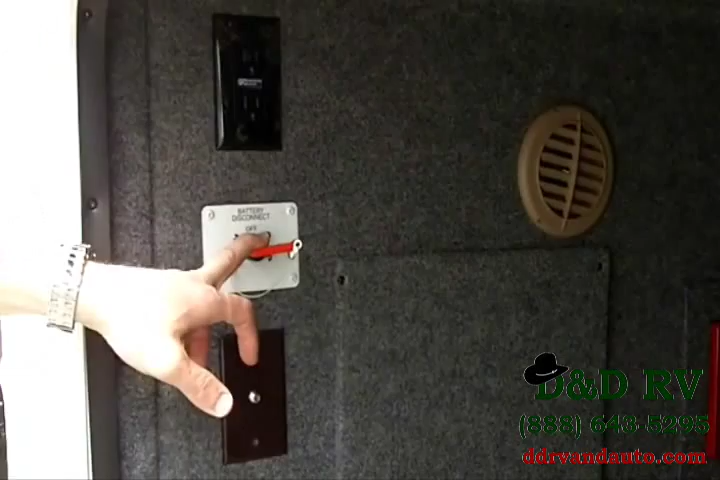 BATTERY
DISCONNECT
OFF
D&D RV
(888) 643-5295
ddrvandauto.com